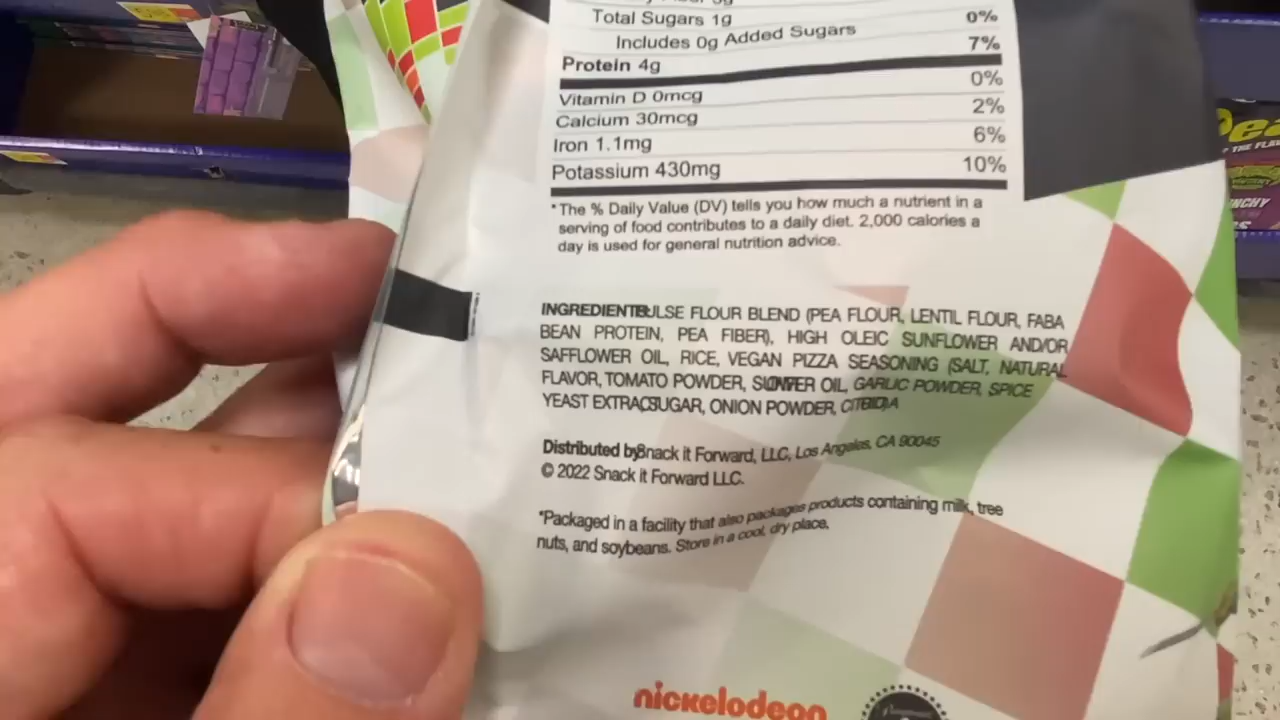 Total Sugars 1g 0%
Includes 0g Added Sugars 7%
Protein 4g
Vitamin D 0mcg 0%
Calcium 30mcg 2%
Iron 1.1mg 6%
Potassium 430mg 10%
*The % Daily Value (DV) tells you how much a nutrient in a
serving of food contributes to a daily diet. 2,000 calories a
day is used for general nutrition advice.
INGREDIENT ULSE FLOUR BLEND (PEA FLOUR, LENTIL FLOUR, FABA
BEAN PROTEIN, PEA FIBER), HIGH OLEIC SUNFLOWER AND/OR
SAFFLOWER OIL, RICE, VEGAN PIZZA SEASONING (SALT, NATURAL
FLAVOR, TOMATO POWDER, OIL, GARLIC POWDER, SPICE
YEAST SUGAR, ONION POWDER,
Distributed by Snack it Forward, LLC, Los Angeles, CA 90045
© 2022 Snack it Forward LLC.
*Packaged in a facility that also packages products containing milk, tree
nuts, and soybeans. Store in a cool, dry place.
nickelodeon